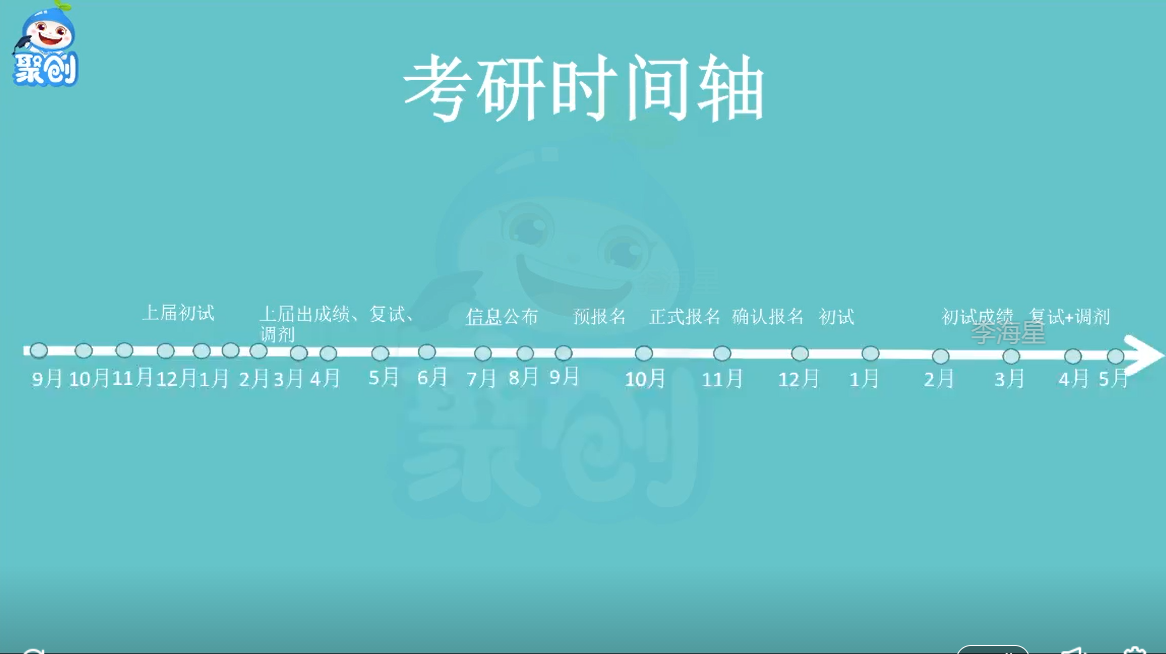 聚创
考研时间轴
上届初试
上届出成绩、复试、
调剂
信息公布
预报名
正式报名
确认报名
初试
初试成绩
复试+调剂
李海星
9月 10月 11月 12月 1月 2月 3月 4月 5月 6月 7月 8月 9月 10月 11月 12月 1月 2月 3月 4月 5月
聚创